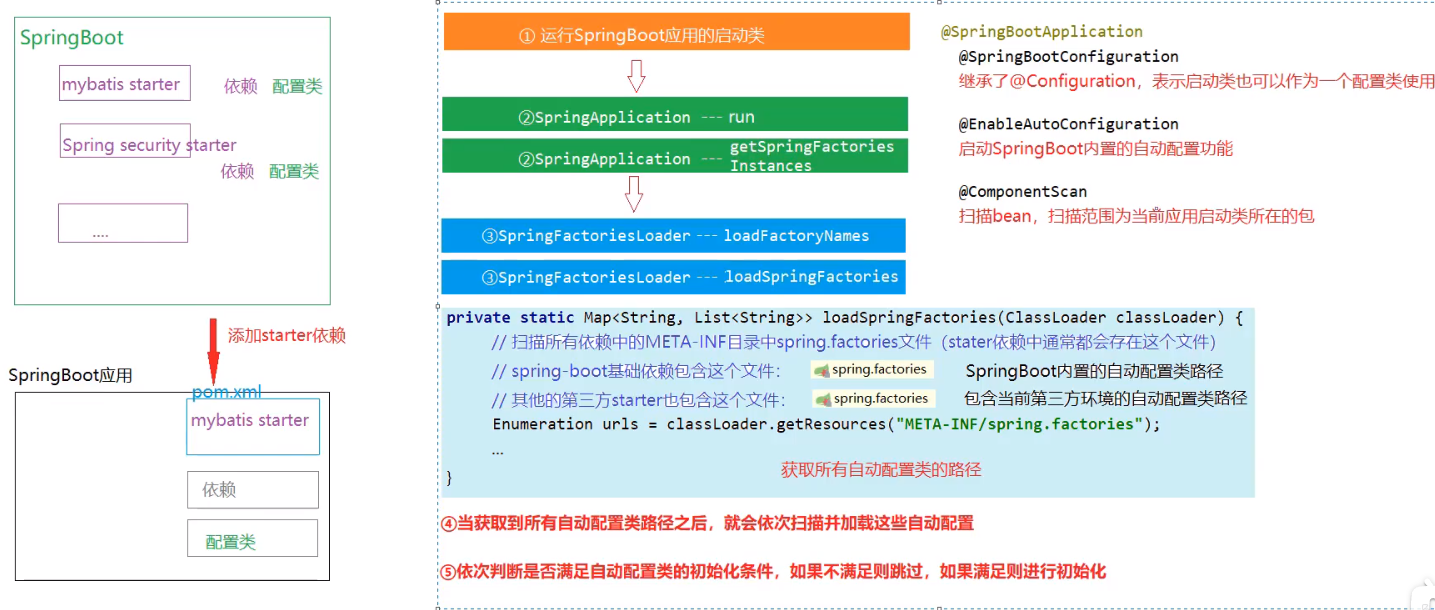 SpringBoot
mybatis starter
依赖 配置类
Spring security starter
依赖 配置类
....
添加starter依赖
SpringBoot应用
pom.xml
mybatis starter
依赖
配置类
① 运行SpringBoot应用的启动类
②SpringApplication --- run
②SpringApplication --- getSpringFactories
Instances
③SpringFactoriesLoader --- loadFactoryNames
③SpringFactoriesLoader --- loadSpringFactories
private static Map<String, List<String>> loadSpringFactories(ClassLoader classLoader) {
// 扫描所有依赖中的META-INF目录中spring.factories文件（stater依赖中通常都会存在这个文件）
// spring-boot基础依赖包含这个文件： spring.factories SpringBoot内置的自动配置类路径
// 其他的第三方starter也包含这个文件： spring.factories 包含当前第三方环境的自动配置类路径
Enumeration urls = classLoader.getResources("META-INF/spring.factories");
...
获取所有自动配置类的路径
}
④当获取到所有自动配置类路径之后，就会依次扫描并加载这些自动配置
⑤依次判断是否满足自动配置类的初始化条件，如果不满足则跳过，如果满足则进行初始化
@SpringBootApplication
@SpringBootConfiguration
继承了@Configuration，表示启动类也可以作为一个配置类使用
@EnableAutoConfiguration
启动SpringBoot内置的自动配置功能
@ComponentScan
扫描bean，扫描范围为当前应用启动类所在的包